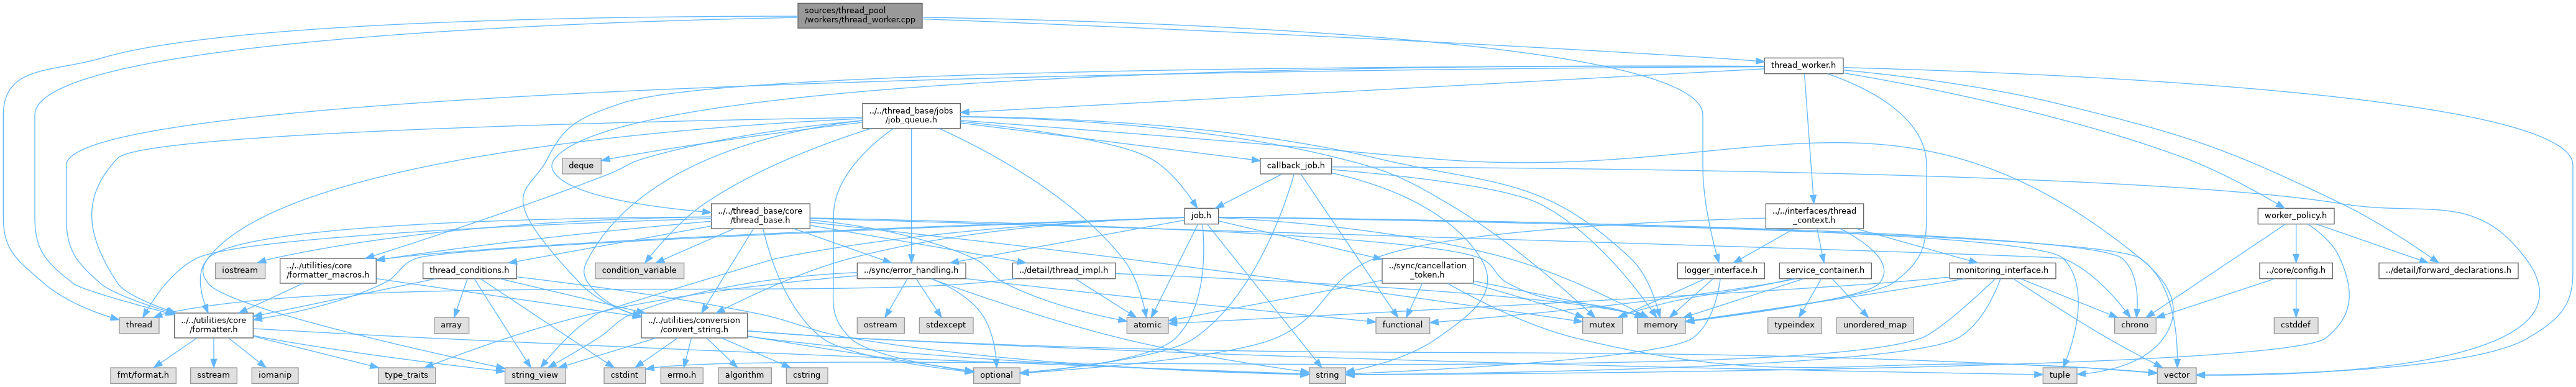 sources/thread_pool
/workers/thread_worker.cpp
thread_worker.h
../../thread_base/jobs
/job_queue.h
deque
callback_job.h
../../thread_base/core
/thread_base.h
job.h
../../interfaces/thread
_context.h
worker_policy.h
iostream
../../utilities/core
/formatter_macros.h
thread_conditions.h
condition_variable
../sync/error_handling.h
../detail/thread_impl.h
../sync/cancellation
_token.h
logger_interface.h
service_container.h
monitoring_interface.h
../core/config.h
../detail/forward_declarations.h
thread
../../utilities/core
/formatter.h
array
../../utilities/conversion
/convert_string.h
ostream
stdexcept
atomic
functional
mutex
memory
typeindex
unordered_map
chrono
cstddef
fmt/format.h
sstream
iomanip
type_traits
string_view
cstdint
errno.h
algorithm
cstring
optional
string
tuple
vector